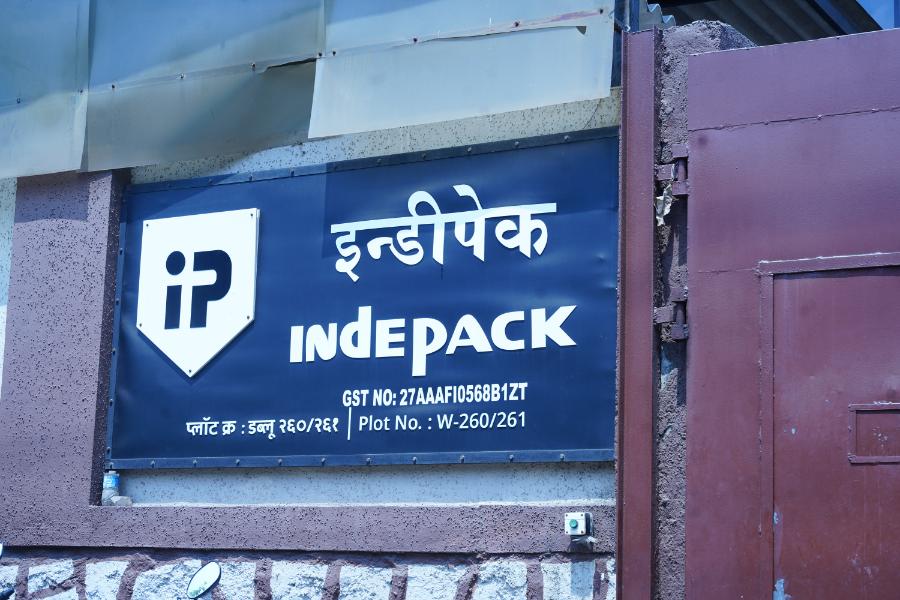 iP
इन्डीपेक
INdEPACK
GST NO: 27AAAFI0568B1ZT
प्लॉट क्र : डब्लू २६०/२६१ | Plot No. : W-260/261